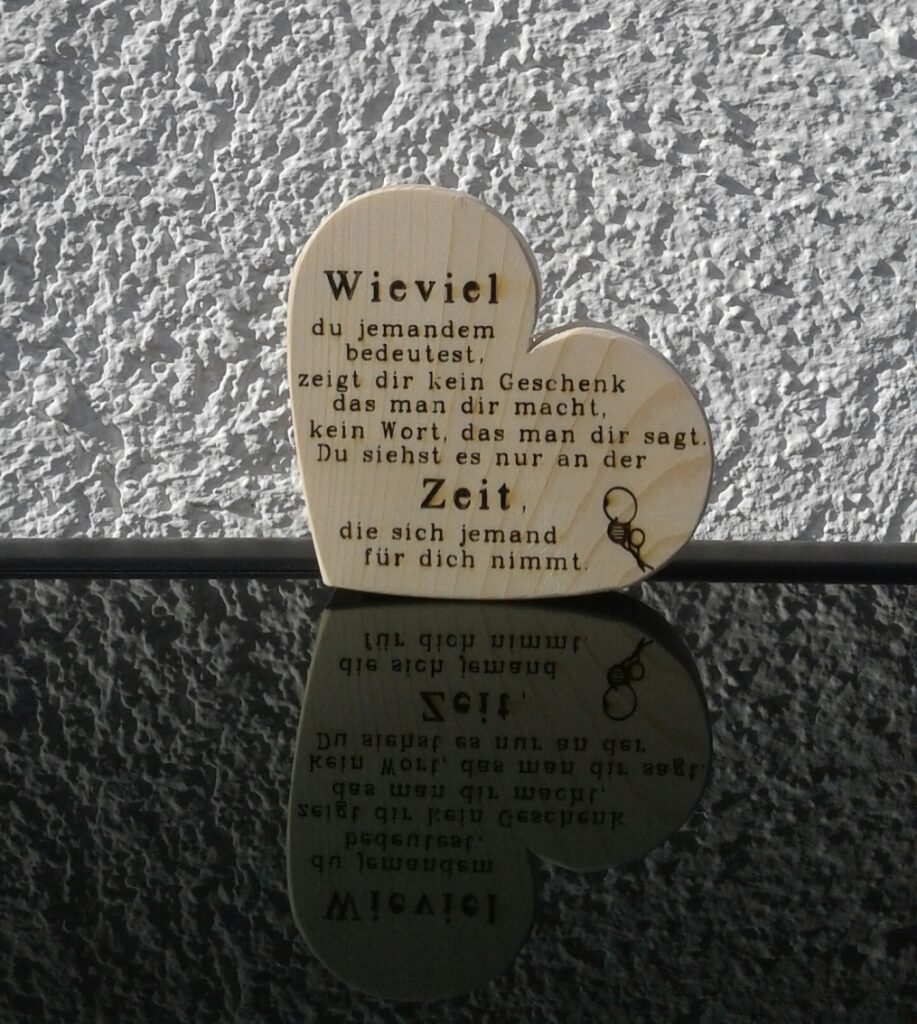 Wieviel
du jemandem
bedeutest,
zeigt dir kein Geschenk
das man dir macht,
kein Wort, das man dir sagt.
Du siehst es nur an der
Zeit,
die sich jemand
für dich nimmt.